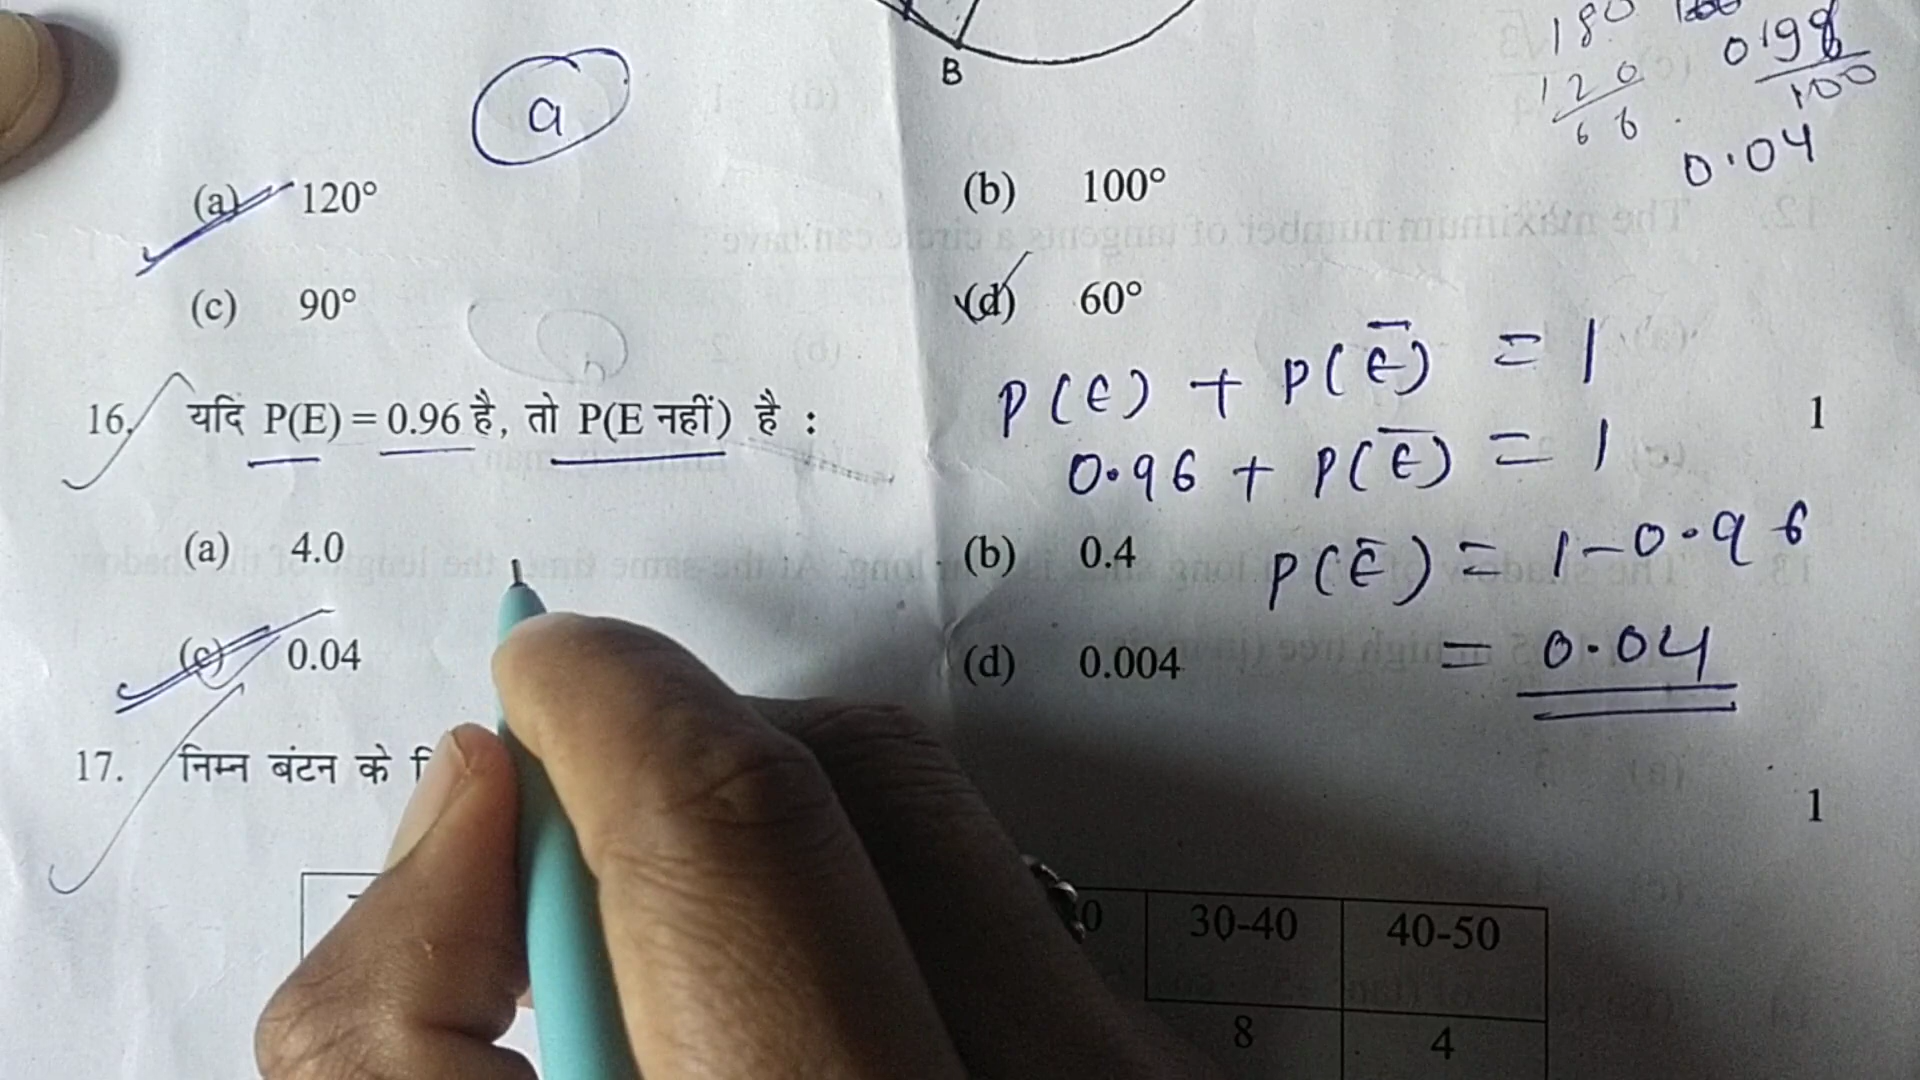 B
180
120
60
0.96
100
0.04
a
(a) 120° (b) 100°
(c) 90° (d) 60°
P(E) + P(E̅) = 1
16. यदि P(E) = 0.96 है, तो P(E नहीं) है : 1
0.96 + P(E̅) = 1
(a) 4.0 (b) 0.4
P(E̅) = 1-0.96
(c) 0.04 (d) 0.004
= 0.04
17. निम्न बंटन के
1
30-40 40-50
8 4